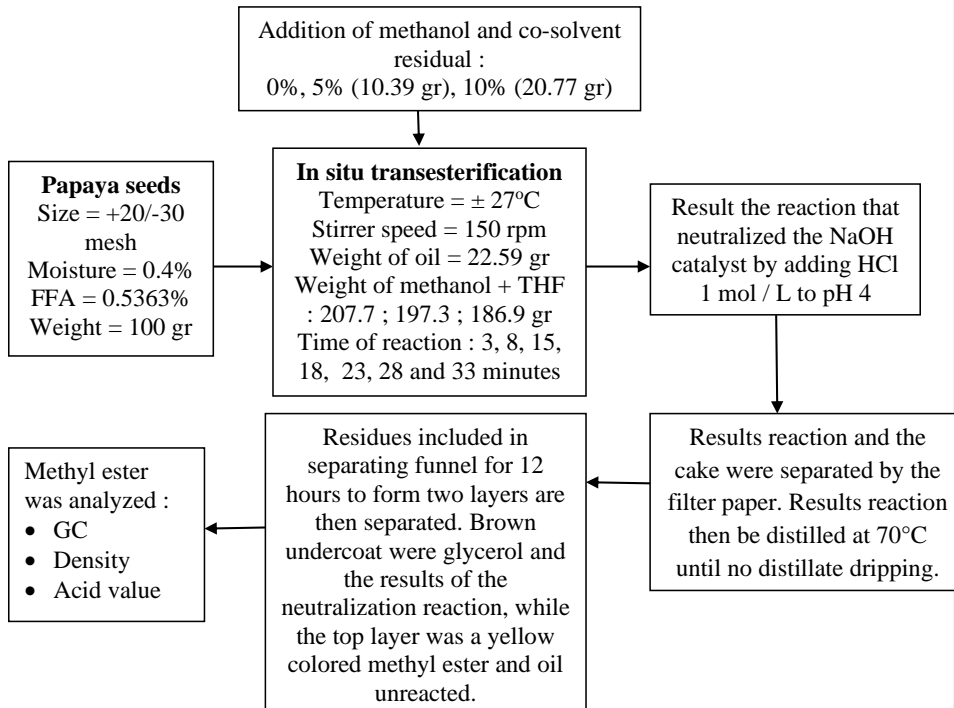 Addition of methanol and co-solvent
residual :
0%, 5% (10.39 gr), 10% (20.77 gr)
Papaya seeds
Size = +20/-30
mesh
Moisture = 0.4%
FFA = 0.5363%
Weight = 100 gr
In situ transesterification
Temperature = ± 27°C
Stirrer speed = 150 rpm
Weight of oil = 22.59 gr
Weight of methanol + THF
: 207.7 ; 197.3 ; 186.9 gr
Time of reaction : 3, 8, 15,
18, 23, 28 and 33 minutes
Result the reaction that
neutralized the NaOH
catalyst by adding HCl
1 mol / L to pH 4
Results reaction and the
cake were separated by the
filter paper. Results reaction
then be distilled at 70°C
until no distillate dripping.
Residues included in
separating funnel for 12
hours to form two layers are
then separated. Brown
undercoat were glycerol and
the results of the
neutralization reaction, while
the top layer was a yellow
colored methyl ester and oil
unreacted.
Methyl ester
was analyzed :
• GC
• Density
• Acid value